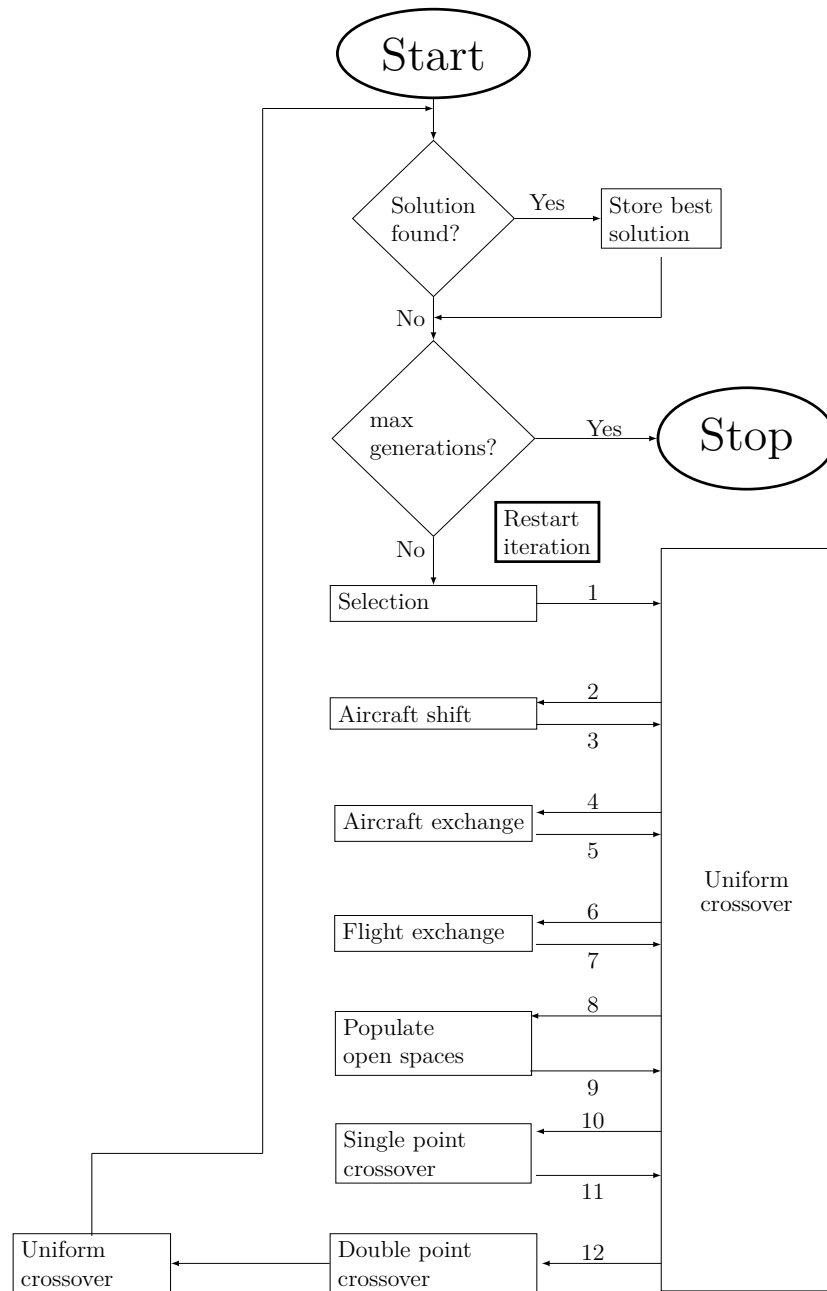 Start
Solution
found?
Yes
Store best
solution
No
max
generations?
Yes
Stop
Restart
iteration
No
Selection
1
2
Aircraft shift
3
4
Aircraft exchange
5
Uniform
crossover
6
Flight exchange
7
8
Populate
open spaces
9
10
Single point
crossover
11
Uniform
crossover
Double point
crossover
12